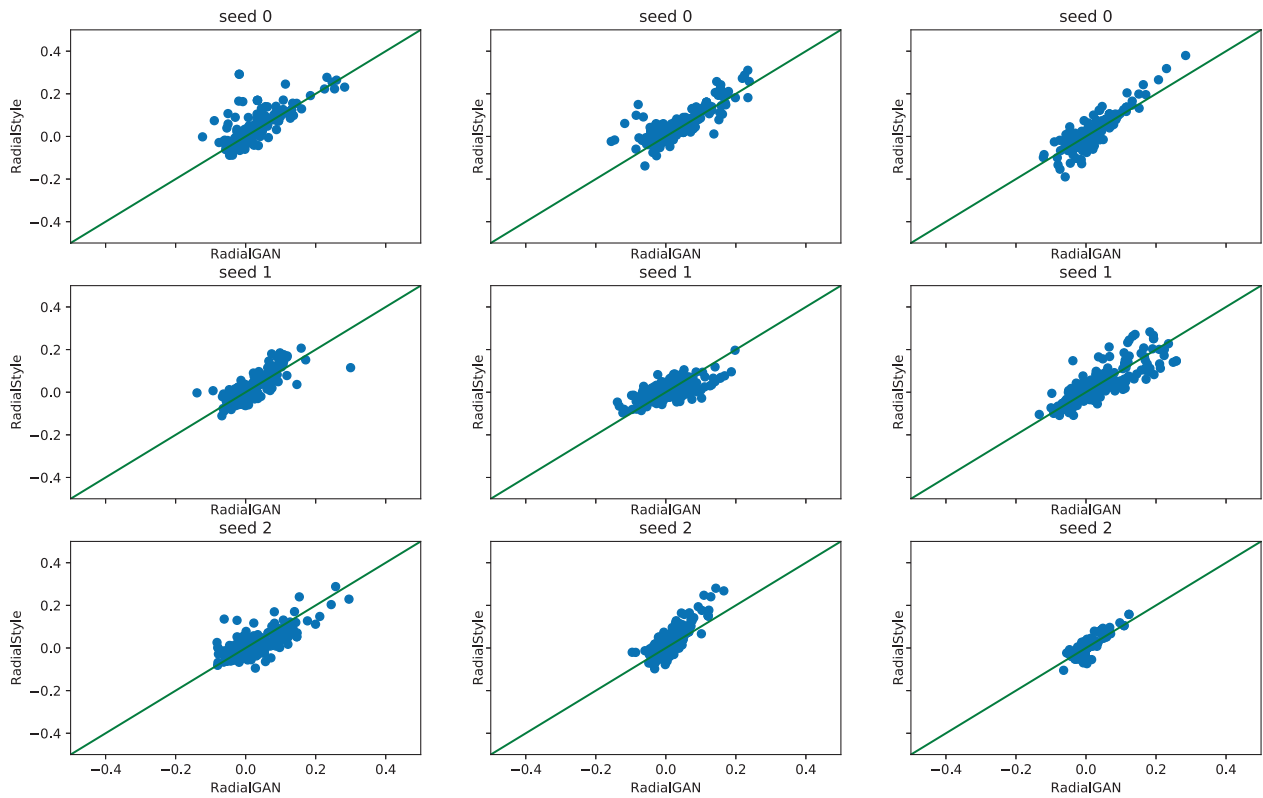 seed 0 seed 0 seed 0
0.4
0.2
0.0
−0.2
−0.4
RadialStyle RadialStyle RadialStyle
RadialGAN RadialGAN RadialGAN
seed 1 seed 1 seed 1
0.4
0.2
0.0
−0.2
−0.4
RadialStyle RadialStyle RadialStyle
RadialGAN RadialGAN RadialGAN
seed 2 seed 2 seed 2
0.4
0.2
0.0
−0.2
−0.4
RadialStyle RadialStyle RadialStyle
−0.4 −0.2 0.0 0.2 0.4 −0.4 −0.2 0.0 0.2 0.4 −0.4 −0.2 0.0 0.2 0.4
RadialGAN RadialGAN RadialGAN